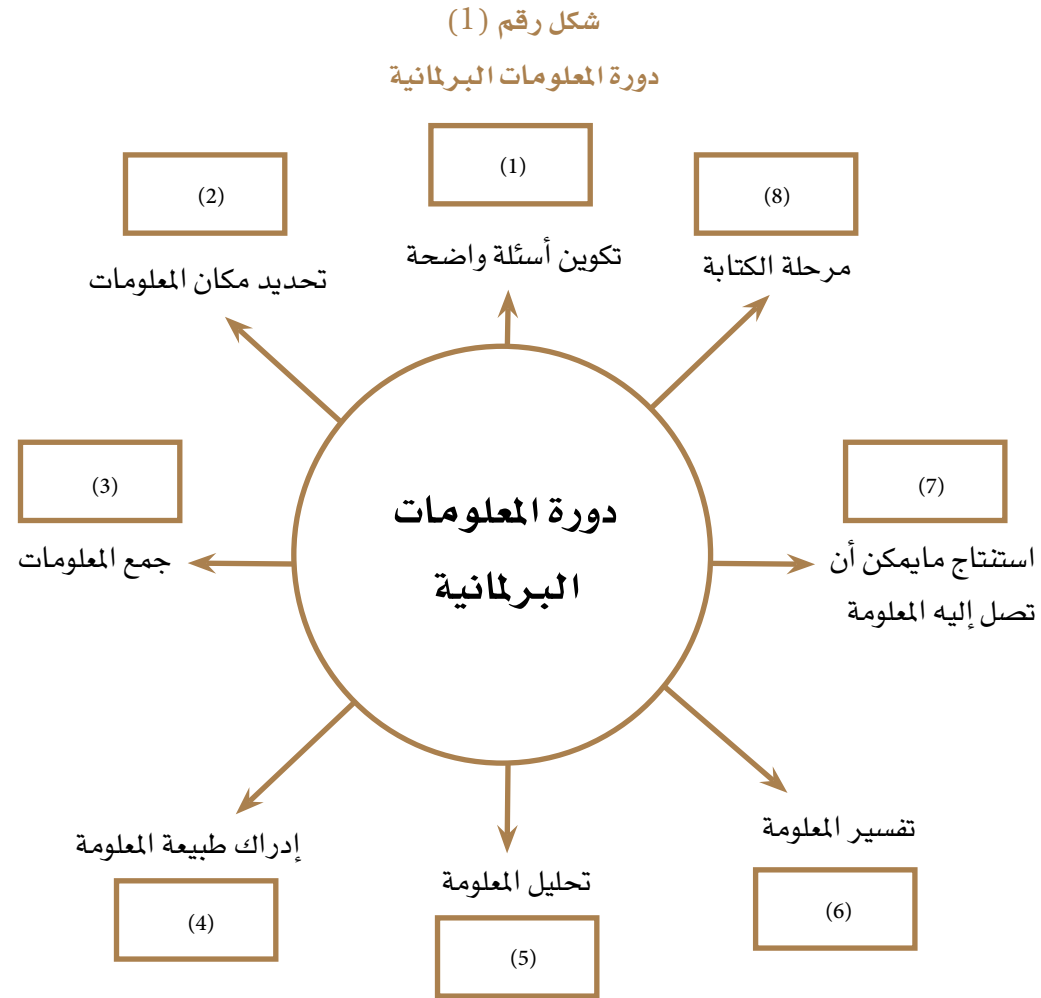 شكل رقم (1)
دورة المعلومات البرلمانية
(1)
تكوين أسئلة واضحة
(2)
تحديد مكان المعلومات
(3)
جمع المعلومات
إدراك طبيعة المعلومة
(4)
تحليل المعلومة
(5)
تفسير المعلومة
(6)
(7)
استنتاج مايمكن أن
تصل إليه المعلومة
(8)
مرحلة الكتابة
دورة المعلومات
البرلمانية